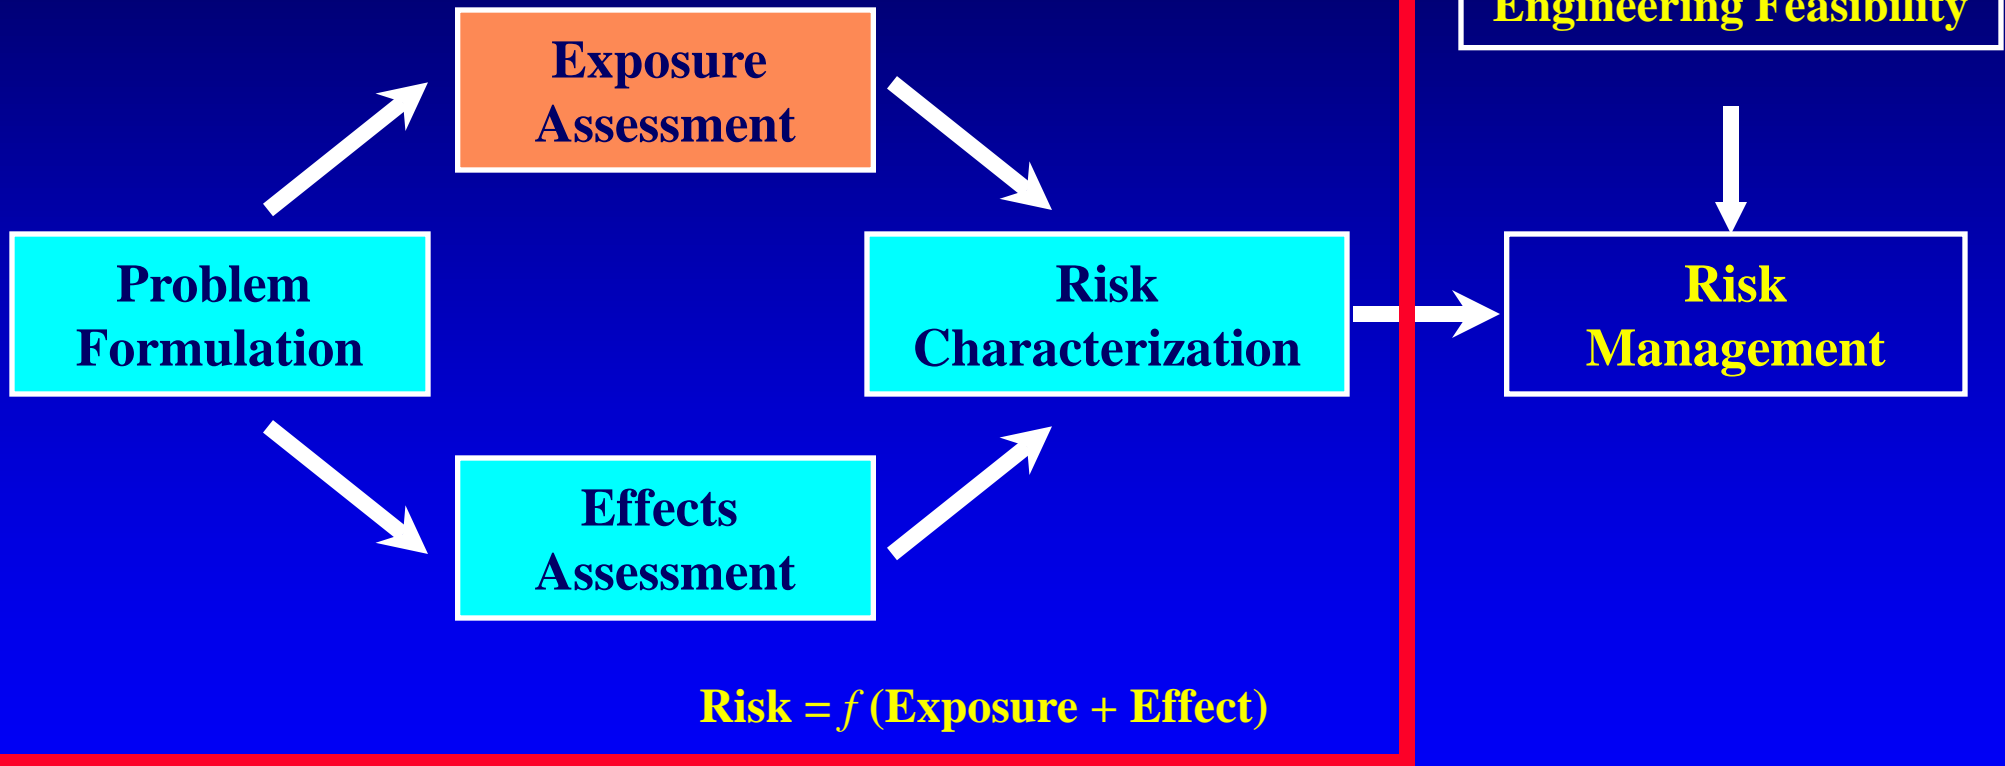 Engineering Feasibility
Exposure
Assessment
Problem
Formulation
Risk
Characterization
Risk
Management
Effects
Assessment
Risk = f (Exposure + Effect)